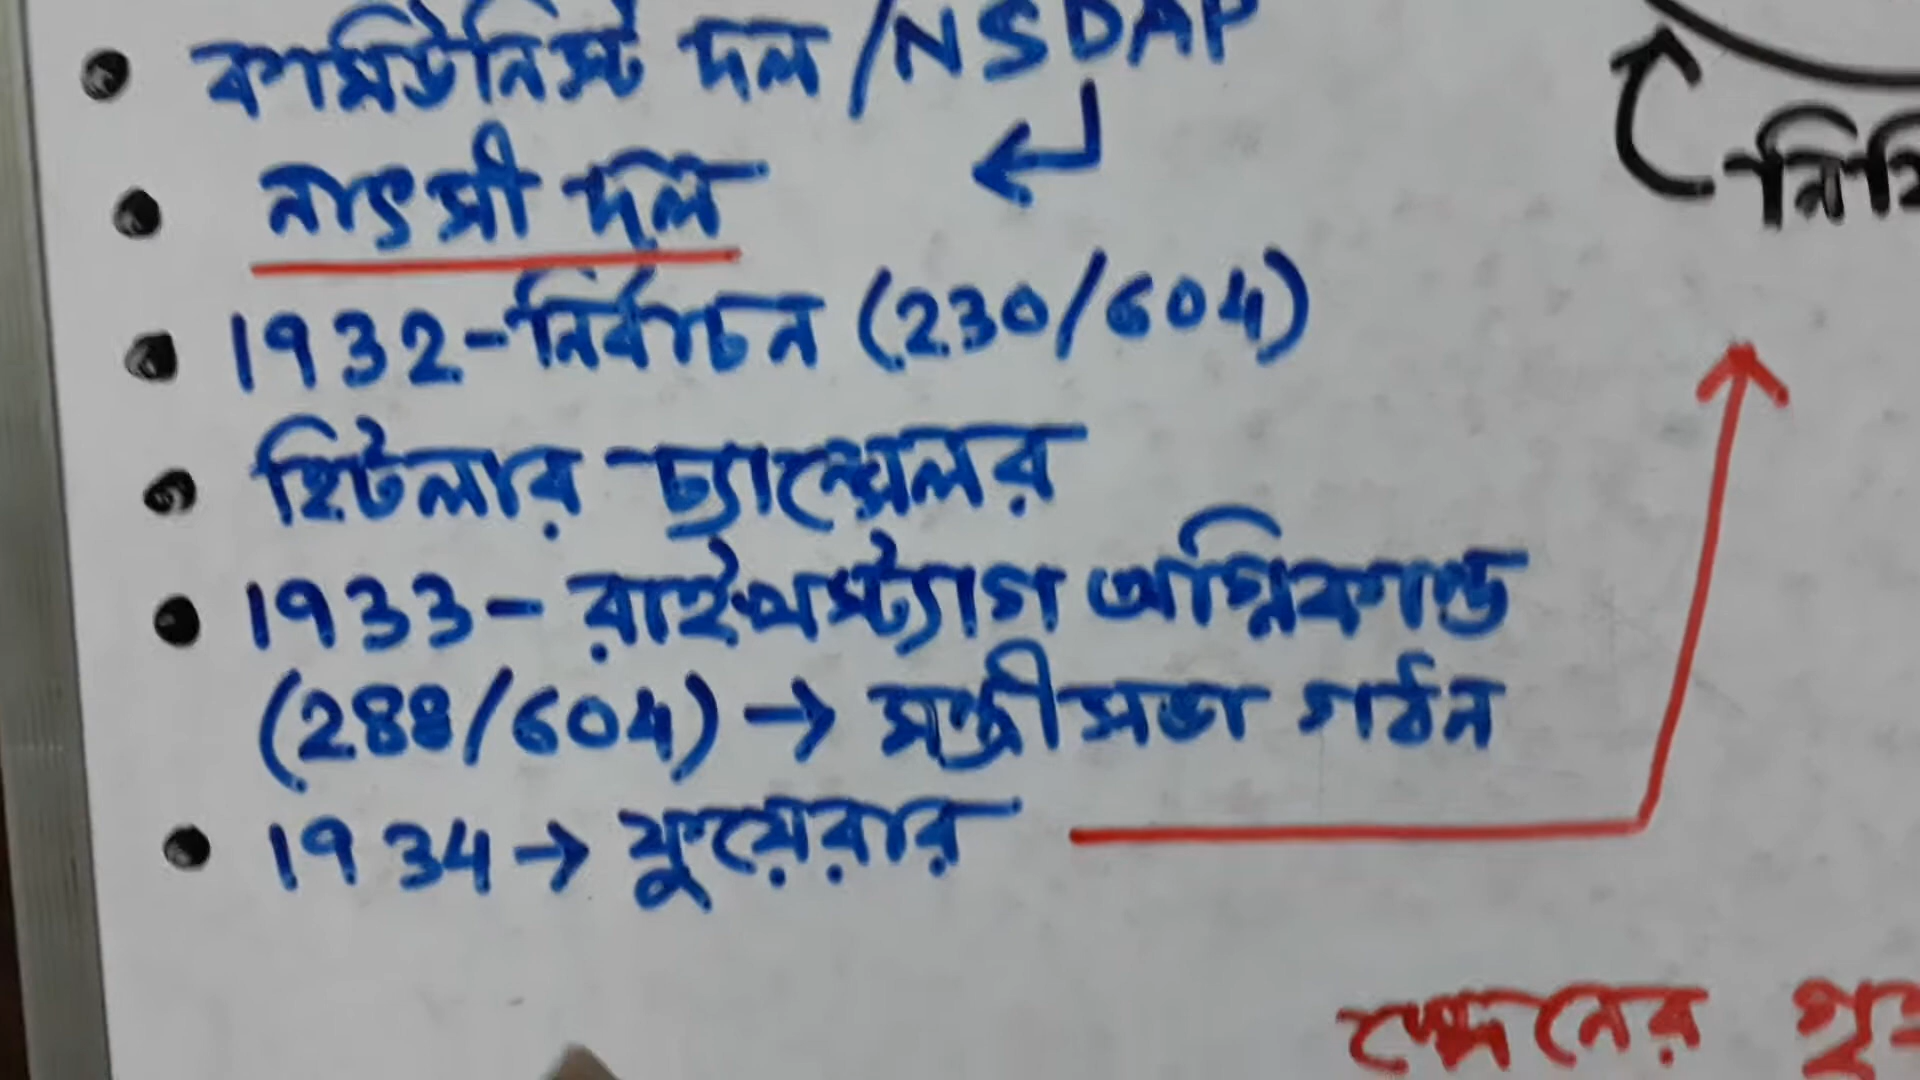 • কমিউনিস্ট দল / NSDAP
• নাৎসী দল
• 1932 - নির্বাচন (230/604)
• হিটলার চ্যান্সেলর
• 1933 - রাইখস্ট্যাগ অগ্নিকান্ড
(288/604) → মন্ত্রীসভা গঠন
• 1934 → ফুয়েরার
স্পেনের গৃহ